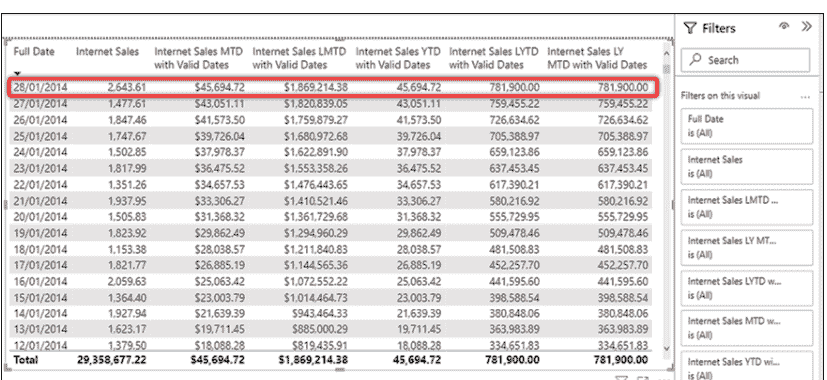 Full Date Internet Sales Internet Sales MTD Internet Sales LMTD Internet Sales YTD Internet Sales LYTD Internet Sales LY
with Valid Dates with Valid Dates with Valid Dates with Valid Dates MTD with Valid Dates
28/01/2014 2,643.61 $45,694.72 $1,869,214.38 45,694.72 781,900.00 781,900.00
27/01/2014 1,477.61 $43,051.11 $1,820,839.05 43,051.11 759,455.22 759,455.22
26/01/2014 1,847.46 $41,573.50 $1,759,879.27 41,573.50 726,634.62 726,634.62
25/01/2014 1,747.67 $39,726.04 $1,680,972.68 39,726.04 705,388.97 705,388.97
24/01/2014 1,502.85 $37,978.37 $1,622,891.90 37,978.37 659,123.86 659,123.86
23/01/2014 1,817.99 $36,475.52 $1,553,358.26 36,475.52 637,453.45 637,453.45
22/01/2014 1,351.26 $34,657.53 $1,476,443.65 34,657.53 617,390.21 617,390.21
21/01/2014 1,937.95 $33,306.27 $1,410,521.46 33,306.27 580,216.92 580,216.92
20/01/2014 1,505.83 $31,368.32 $1,361,729.68 31,368.32 555,729.95 555,729.95
19/01/2014 1,823.92 $29,862.49 $1,294,960.29 29,862.49 509,478.46 509,478.46
18/01/2014 1,153.38 $28,038.57 $1,211,840.83 28,038.57 481,508.83 481,508.83
17/01/2014 1,821.77 $26,885.19 $1,144,565.36 26,885.19 452,257.70 452,257.70
16/01/2014 2,059.63 $25,063.42 $1,072,552.22 25,063.42 441,595.60 441,595.60
15/01/2014 1,364.40 $23,003.79 $1,014,464.73 23,003.79 398,588.54 398,588.54
14/01/2014 1,927.94 $21,639.39 $943,464.33 21,639.39 380,848.06 380,848.06
13/01/2014 1,623.17 $19,711.45 $885,000.29 19,711.45 363,983.89 363,983.89
12/01/2014 1,379.50 $18,088.28 $819,435.91 18,088.28 334,651.83 334,651.83
Total 29,358,677.22 $45,694.72 $1,869,214.38 45,694.72 781,900.00 781,900.00
Filters
Search
Filters on this visual ...
Full Date
is (All)
Internet Sales
is (All)
Internet Sales LMTD ...
is (All)
Internet Sales LY MT...
is (All)
Internet Sales LYTD w...
is (All)
Internet Sales MTD w...
is (All)
Internet Sales YTD wi...
is (All)